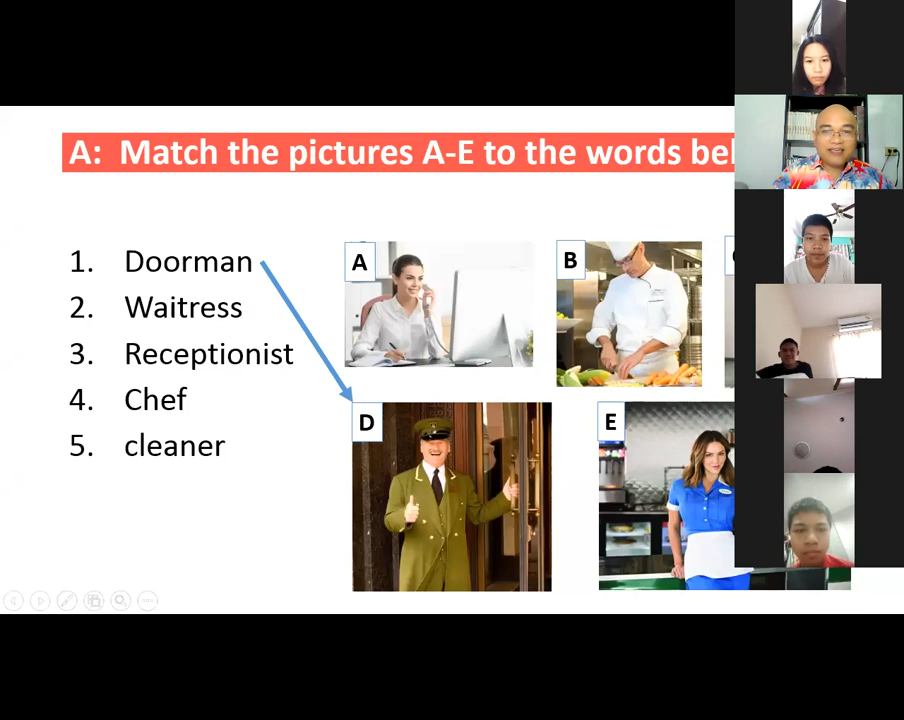 A: Match the pictures A-E to the words bel
1. Doorman
2. Waitress
3. Receptionist
4. Chef
5. cleaner
A
B
D
E